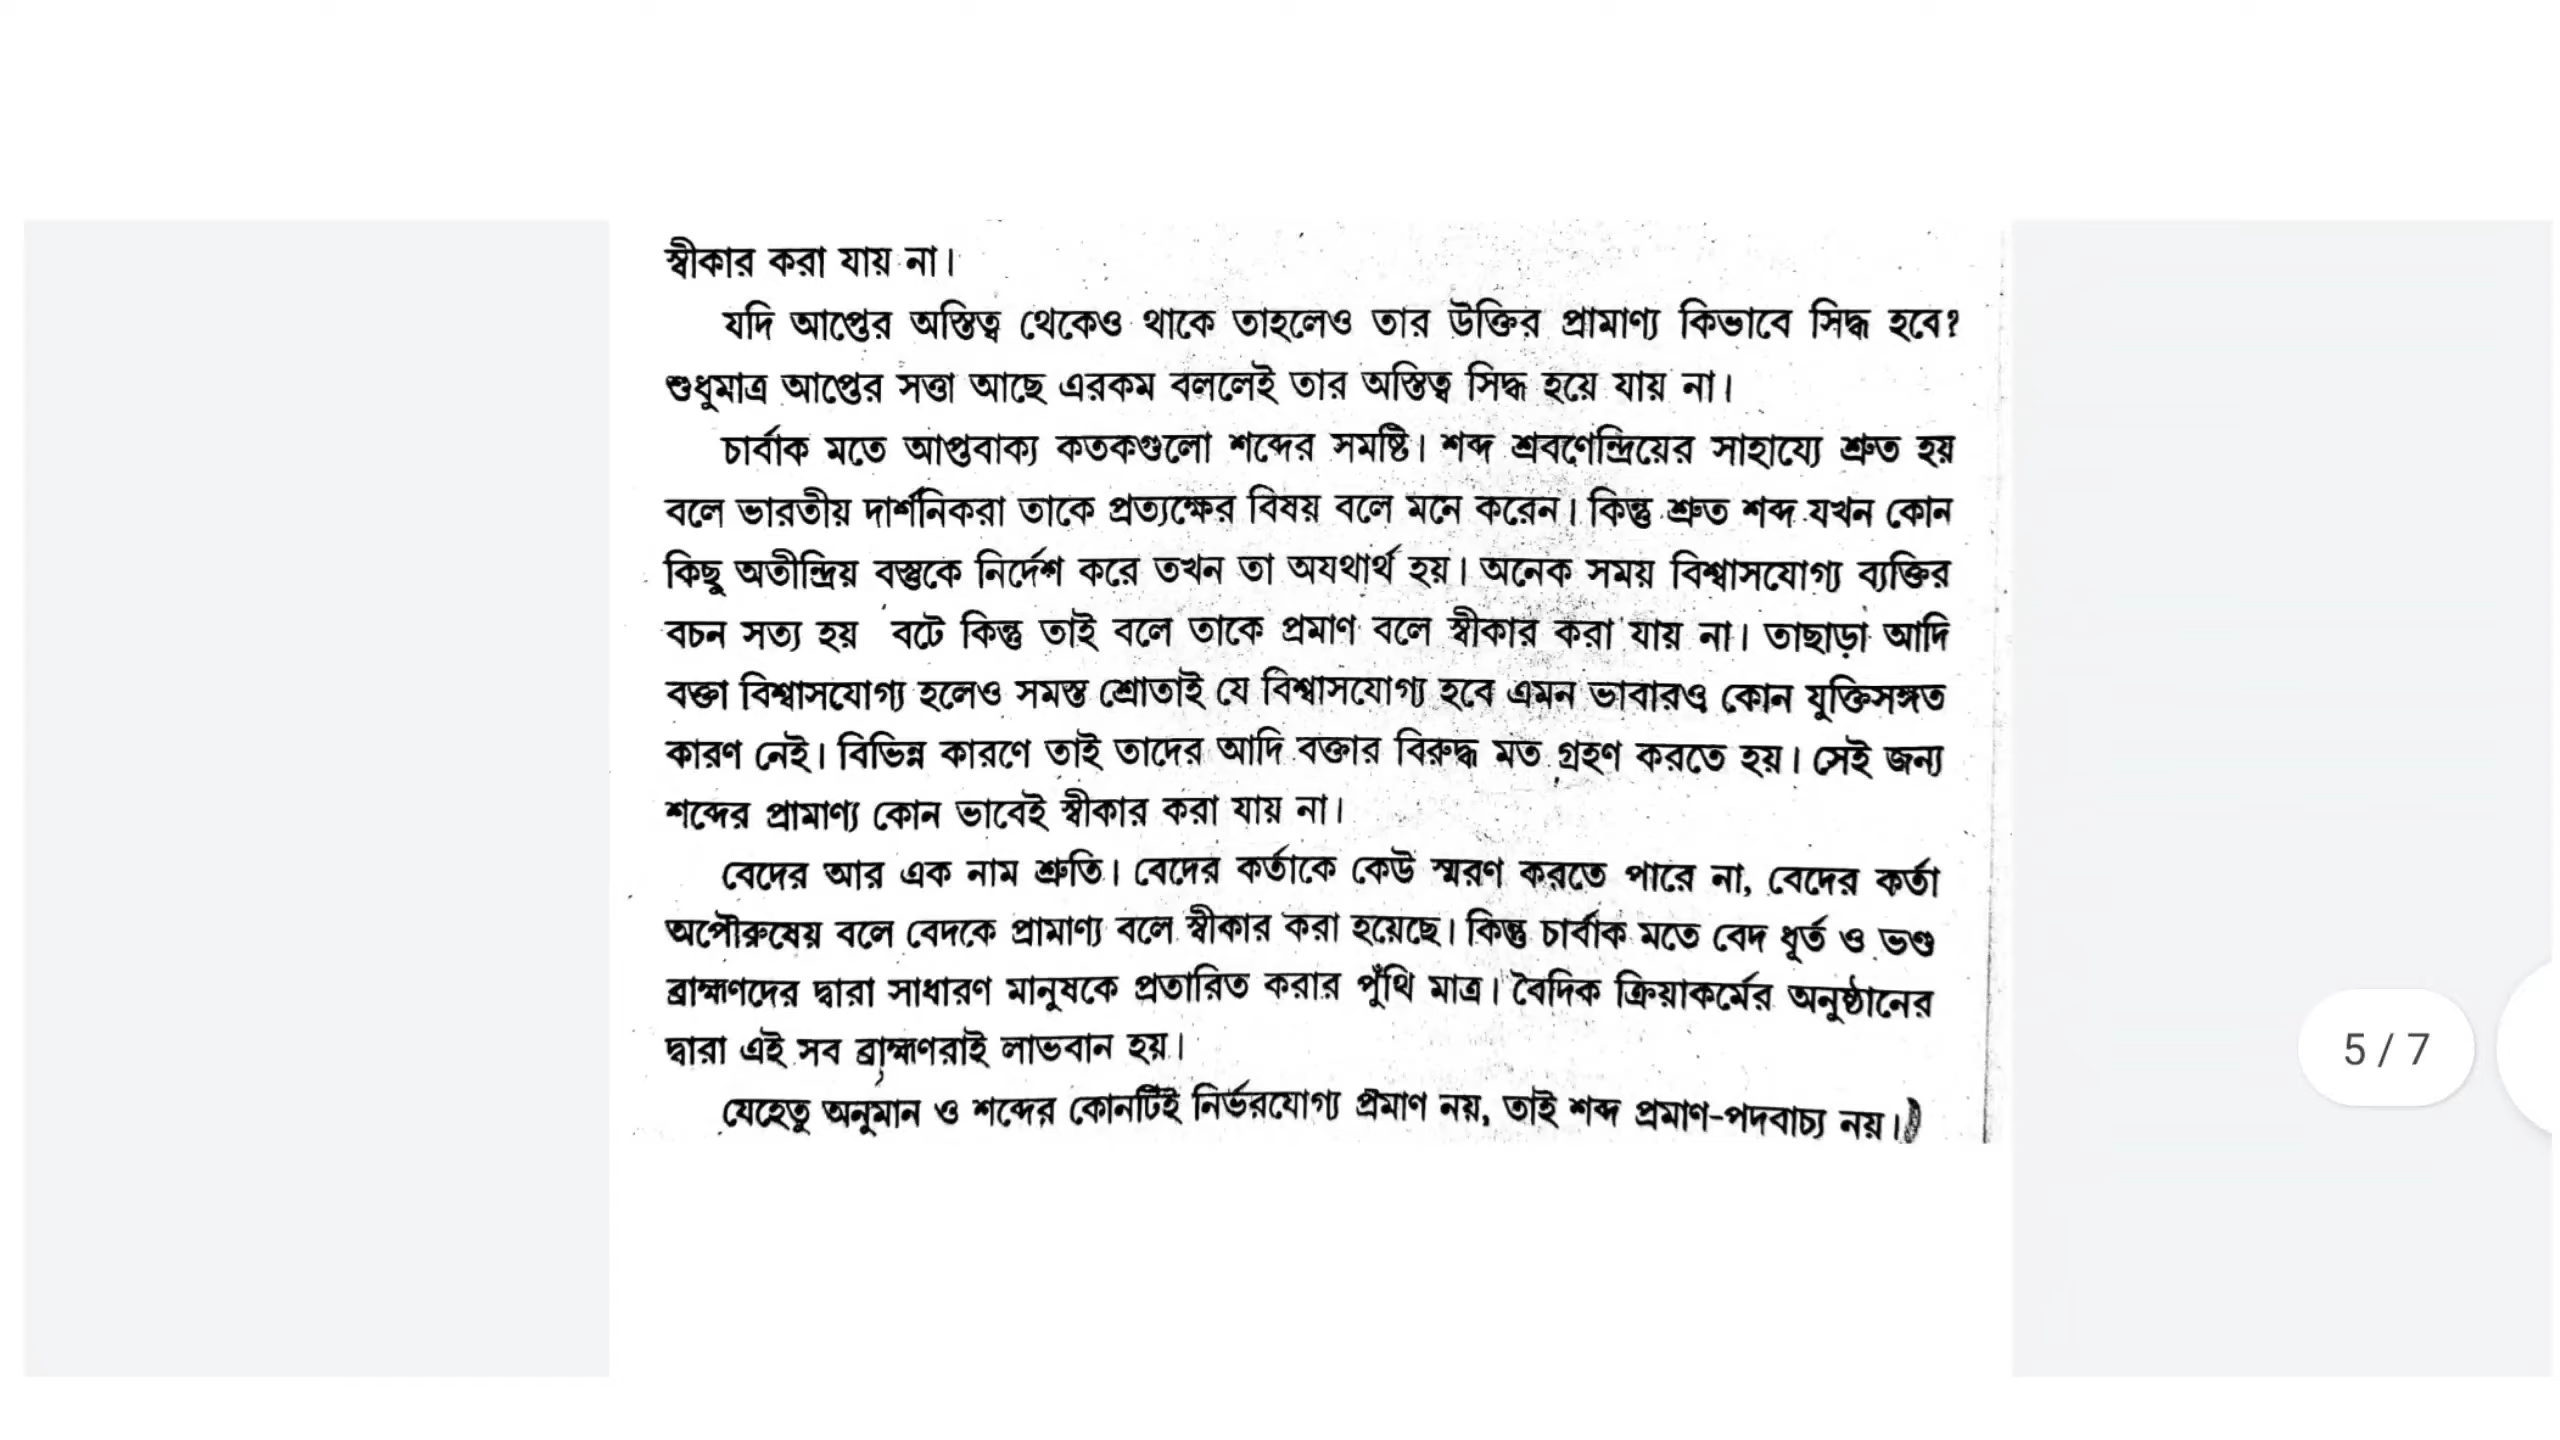 স্বীকার করা যায় না।
যদি আপ্তের অস্তিত্ব থেকেও থাকে তাহলেও তার উক্তির প্রামাণ্য কিভাবে সিদ্ধ হবে?
শুধুমাত্র আপ্তের সত্তা আছে এরকম বললেই তার অস্তিত্ব সিদ্ধ হয়ে যায় না।
চার্বাক মতে আপ্তবাক্য কতকগুলো শব্দের সমষ্টি। শব্দ শ্রবণেন্দ্রিয়ের সাহায্যে শ্রুত হয়
বলে ভারতীয় দার্শনিকরা তাকে প্রত্যক্ষের বিষয় বলে মনে করেন। কিন্তু শ্রুত শব্দ যখন কোন
কিছু অতীন্দ্রিয় বস্তুকে নির্দেশ করে তখন তা অযথার্থ হয়। অনেক সময় বিশ্বাসযোগ্য ব্যক্তির
বচন সত্য হয় বটে কিন্তু তাই বলে তাকে প্রমাণ বলে স্বীকার করা যায় না। তাছাড়া আদি
বক্তা বিশ্বাসযোগ্য হলেও সমস্ত শ্রোতাই যে বিশ্বাসযোগ্য হবে এমন ভাবারও কোন যুক্তিসঙ্গত
কারণ নেই। বিভিন্ন কারণে তাই তাদের আদি বক্তার বিরুদ্ধ মত গ্রহণ করতে হয়। সেই জন্য
শব্দের প্রামাণ্য কোন ভাবেই স্বীকার করা যায় না।
বেদের আর এক নাম শ্রুতি। বেদের কর্তাকে কেউ স্মরণ করতে পারে না, বেদের কর্তা
অপৌরুষেয় বলে বেদকে প্রামাণ্য বলে স্বীকার করা হয়েছে। কিন্তু চার্বাক মতে বেদ ধূর্ত ও ভণ্ড
ব্রাহ্মণদের দ্বারা সাধারণ মানুষকে প্রতারিত করার পুঁথি মাত্র। বৈদিক ক্রিয়াকর্মের অনুষ্ঠানের
দ্বারা এই সব ব্রাহ্মণরাই লাভবান হয়।
যেহেতু অনুমান ও শব্দের কোনটিই নির্ভরযোগ্য প্রমাণ নয়, তাই শব্দ প্রমাণ-পদবাচ্য নয়।)
5 / 7